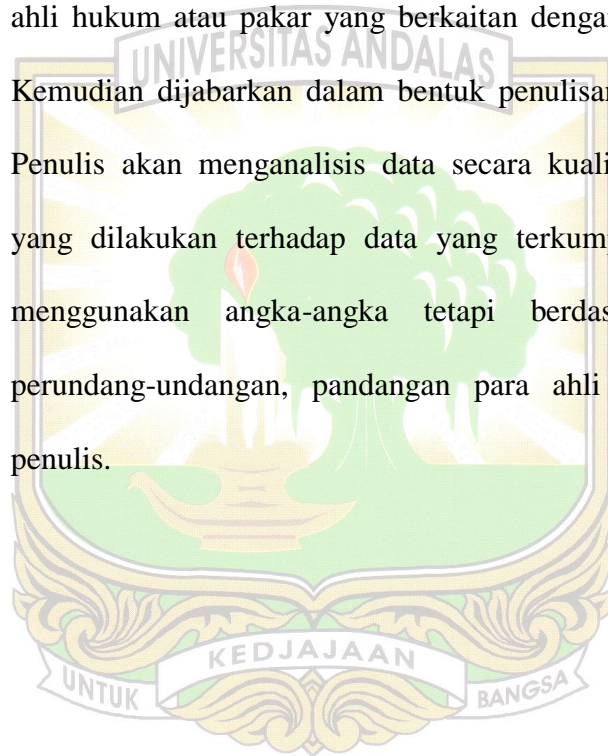 ahli hukum atau pakar yang berkaitan denga
UNIVERSITAS ANDALAS
Kemudian dijabarkan dalam bentuk penulisan
Penulis akan menganalisis data secara kuali
yang dilakukan terhadap data yang terkump
menggunakan angka-angka tetapi berdas
perundang-undangan, pandangan para ahli
penulis.
KEDJAJAAN
UNTUK BANGSA